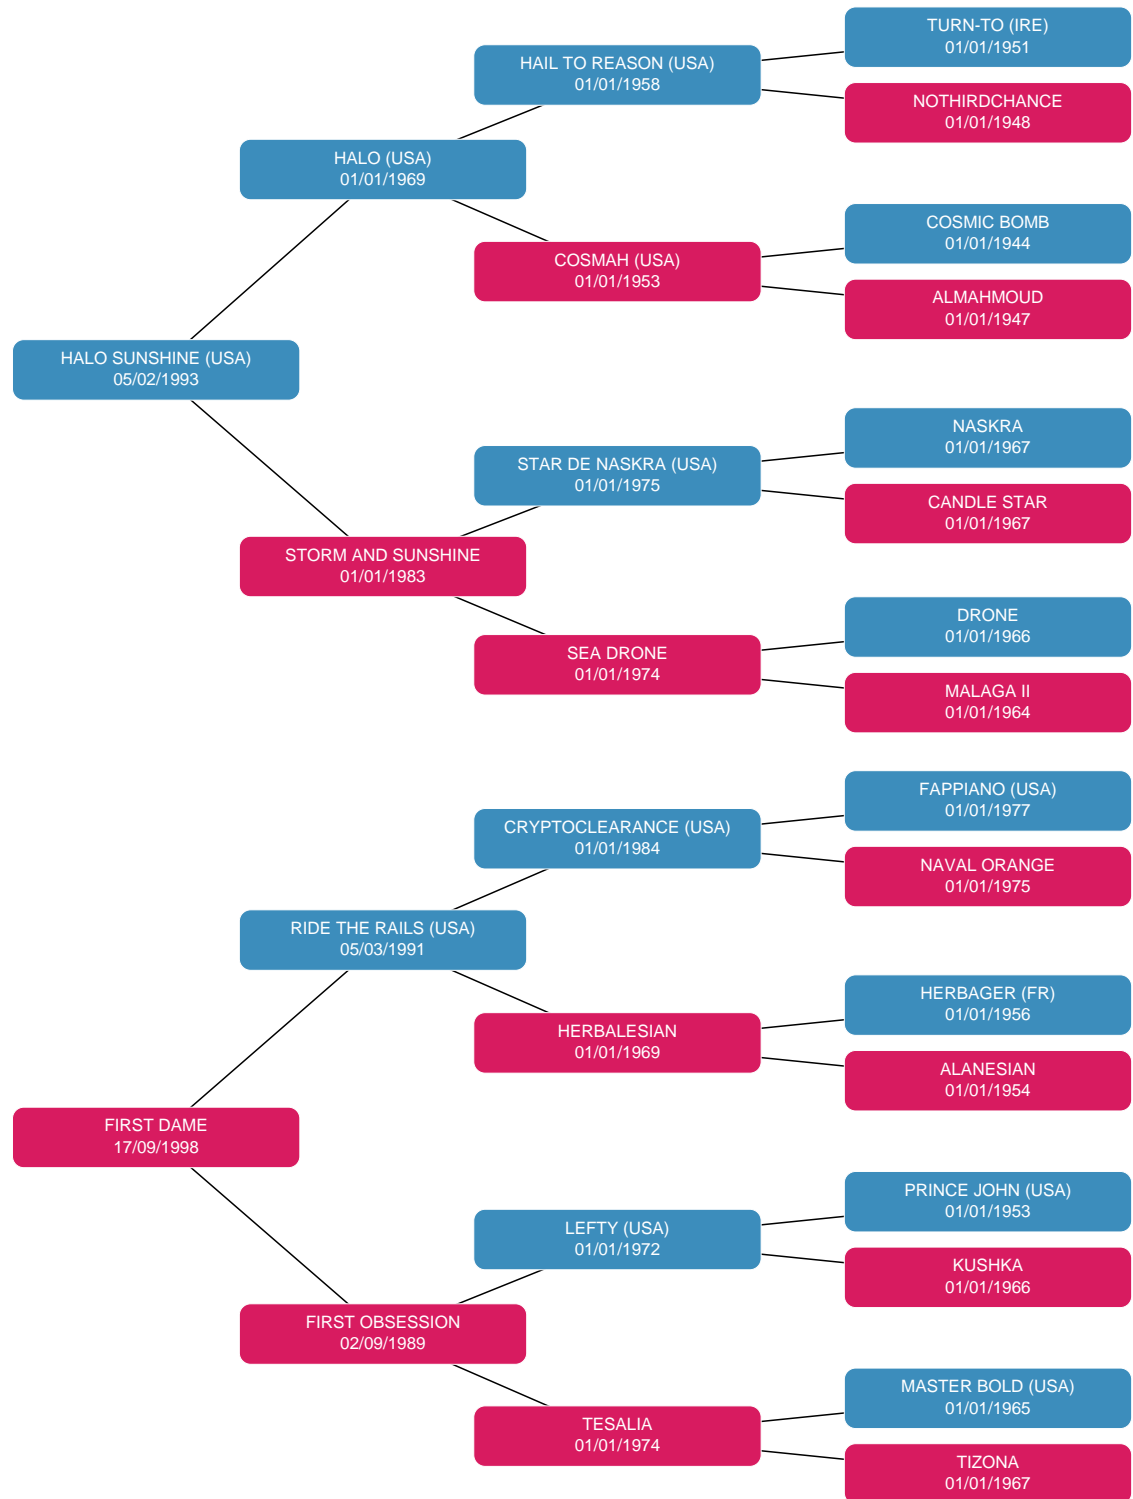 TURN-TO (IRE)
01/01/1951
HAIL TO REASON (USA)
01/01/1958
NOTHIRDCHANCE
01/01/1948
HALO (USA)
01/01/1969
COSMIC BOMB
01/01/1944
COSMAH (USA)
01/01/1953
ALMAHMOUD
01/01/1947
HALO SUNSHINE (USA)
05/02/1993
NASKRA
01/01/1967
STAR DE NASKRA (USA)
01/01/1975
CANDLE STAR
01/01/1967
STORM AND SUNSHINE
01/01/1983
DRONE
01/01/1966
SEA DRONE
01/01/1974
MALAGA II
01/01/1964
FAPPIANO (USA)
01/01/1977
CRYPTOCLEARANCE (USA)
01/01/1984
NAVAL ORANGE
01/01/1975
RIDE THE RAILS (USA)
05/03/1991
HERBAGER (FR)
01/01/1956
HERBALESIAN
01/01/1969
ALANESIAN
01/01/1954
FIRST DAME
17/09/1998
PRINCE JOHN (USA)
01/01/1953
LEFTY (USA)
01/01/1972
KUSHKA
01/01/1966
FIRST OBSESSION
02/09/1989
MASTER BOLD (USA)
01/01/1965
TESALIA
01/01/1974
TIZONA
01/01/1967